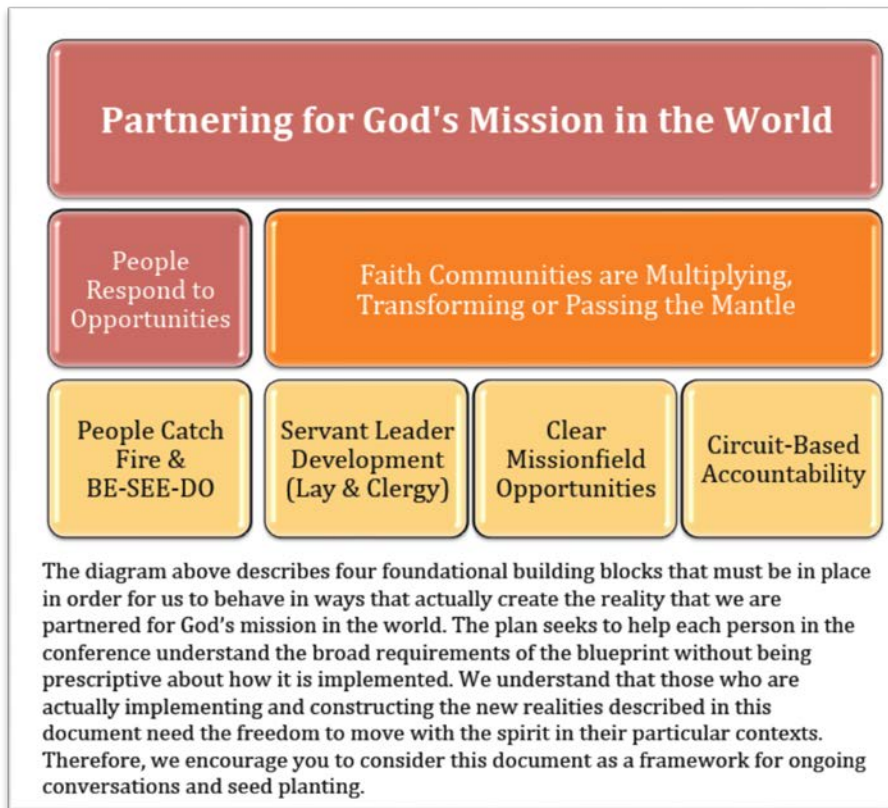 Partnering for God's Mission in the World
People
Respond to
Opportunities
Faith Communities are Multiplying,
Transforming or Passing the Mantle
People Catch
Fire &
BE-SEE-DO
Servant Leader
Development
(Lay & Clergy)
Clear
Missionfield
Opportunities
Circuit-Based
Accountability
The diagram above describes four foundational building blocks that must be in place
in order for us to behave in ways that actually create the reality that we are
partnered for God's mission in the world. The plan seeks to help each person in the
conference understand the broad requirements of the blueprint without being
prescriptive about how it is implemented. We understand that those who are
actually implementing and constructing the new realities described in this
document need the freedom to move with the spirit in their particular contexts.
Therefore, we encourage you to consider this document as a framework for ongoing
conversations and seed planting.